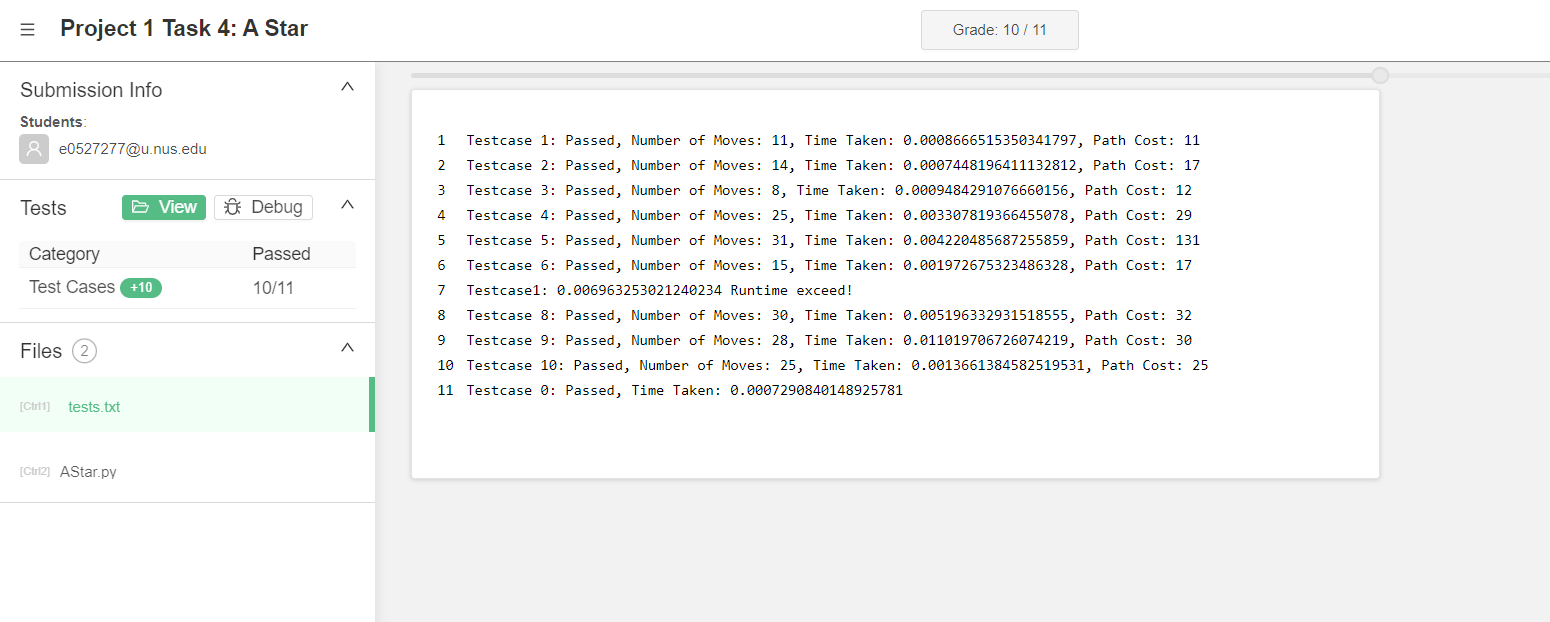 Project 1 Task 4: A Star
Grade: 10 / 11
Submission Info
Students:
e0527277@u.nus.edu
Tests View Debug
Category Passed
Test Cases +10 10/11
Files 2
[Ctrl1] tests.txt
[Ctrl2] AStar.py
1 Testcase 1: Passed, Number of Moves: 11, Time Taken: 0.0008666515350341797, Path Cost: 11
2 Testcase 2: Passed, Number of Moves: 14, Time Taken: 0.0007448196411132812, Path Cost: 17
3 Testcase 3: Passed, Number of Moves: 8, Time Taken: 0.0009484291076660156, Path Cost: 12
4 Testcase 4: Passed, Number of Moves: 25, Time Taken: 0.003307819366455078, Path Cost: 29
5 Testcase 5: Passed, Number of Moves: 31, Time Taken: 0.004220485687255859, Path Cost: 131
6 Testcase 6: Passed, Number of Moves: 15, Time Taken: 0.001972675323486328, Path Cost: 17
7 Testcase1: 0.006963253021240234 Runtime exceed!
8 Testcase 8: Passed, Number of Moves: 30, Time Taken: 0.005196332931518555, Path Cost: 32
9 Testcase 9: Passed, Number of Moves: 28, Time Taken: 0.011019706726074219, Path Cost: 30
10 Testcase 10: Passed, Number of Moves: 25, Time Taken: 0.0013661384582519531, Path Cost: 25
11 Testcase 0: Passed, Time Taken: 0.0007290840148925781